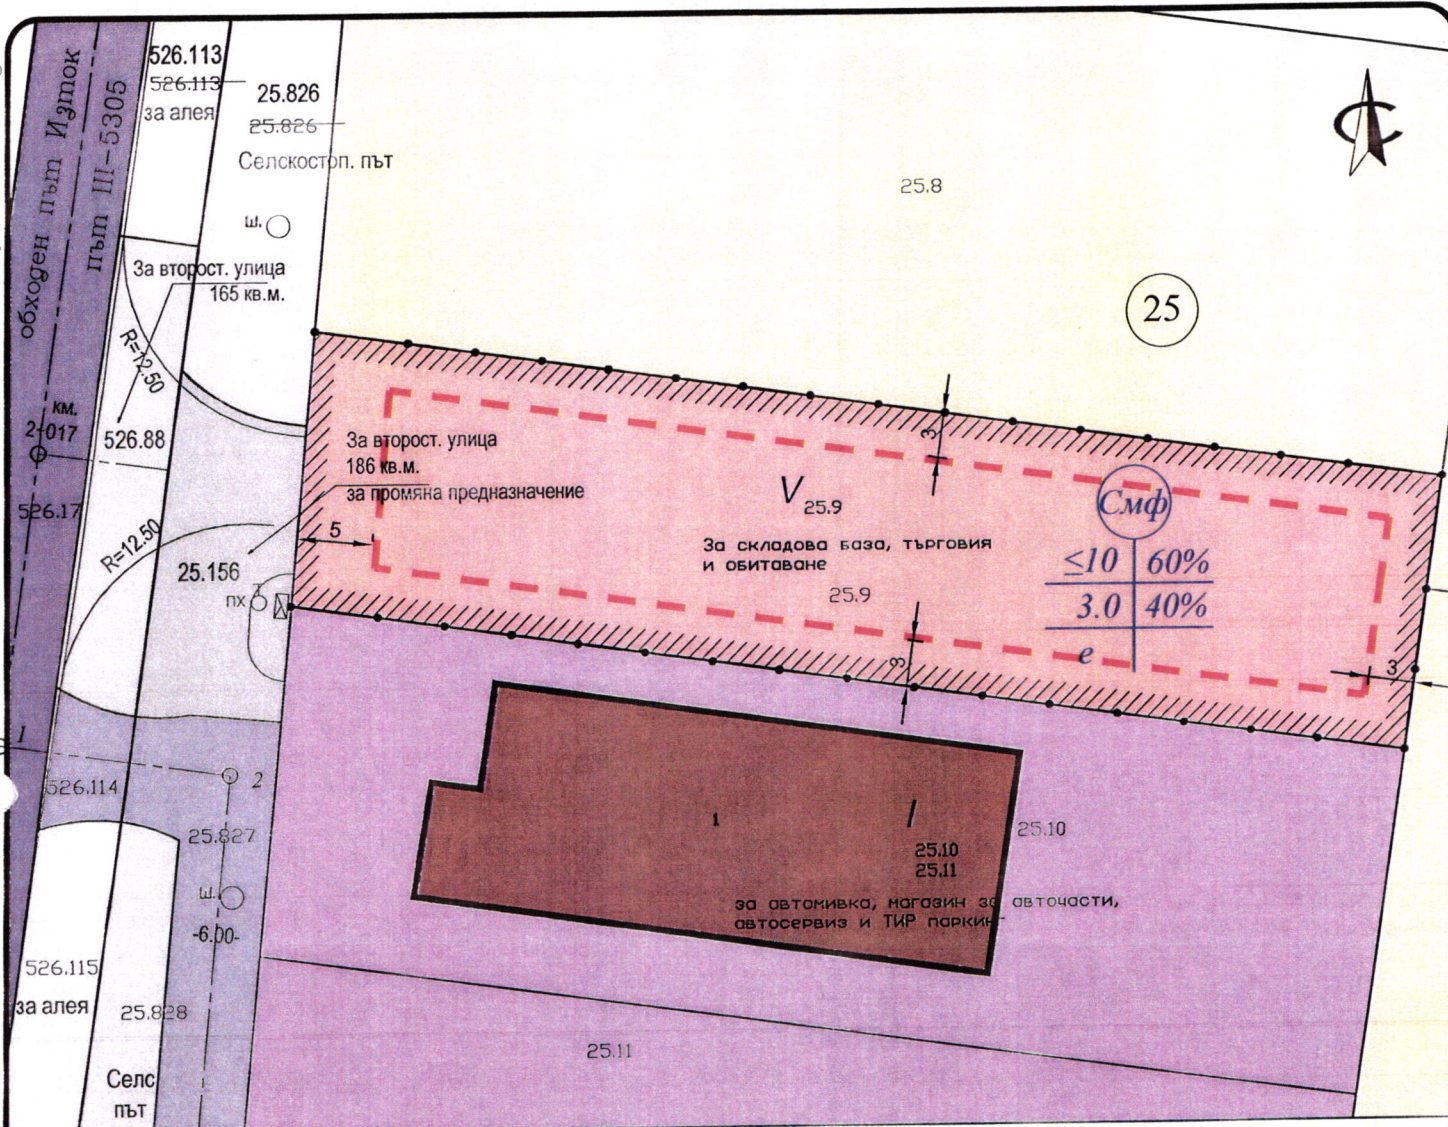 526.113
526.113
за алея
25.826
25.826
Селскостоп. път
обходен път Изток
път III-5305
ш.
25.8
С
За второст. улица
165 кв.м.
25
R=12.50
км.
2+017
526.88
526.17
R=12.50
За второст. улица
186 кв.м.
за промяна предназначение
5
25.156
пх
3
V 25.9
За складова база, търговия
и обитаване
25.9
Смф
≤10 60%
3.0 40%
е
3
3
1
2
526.114
25.827
ш.
-6.00-
1
I
25.10
25.11
25.10
за автомивка, магазин за авточасти,
автосервиз и ТИР паркинг
526.115
за алея
25.828
25.11
Селс
път